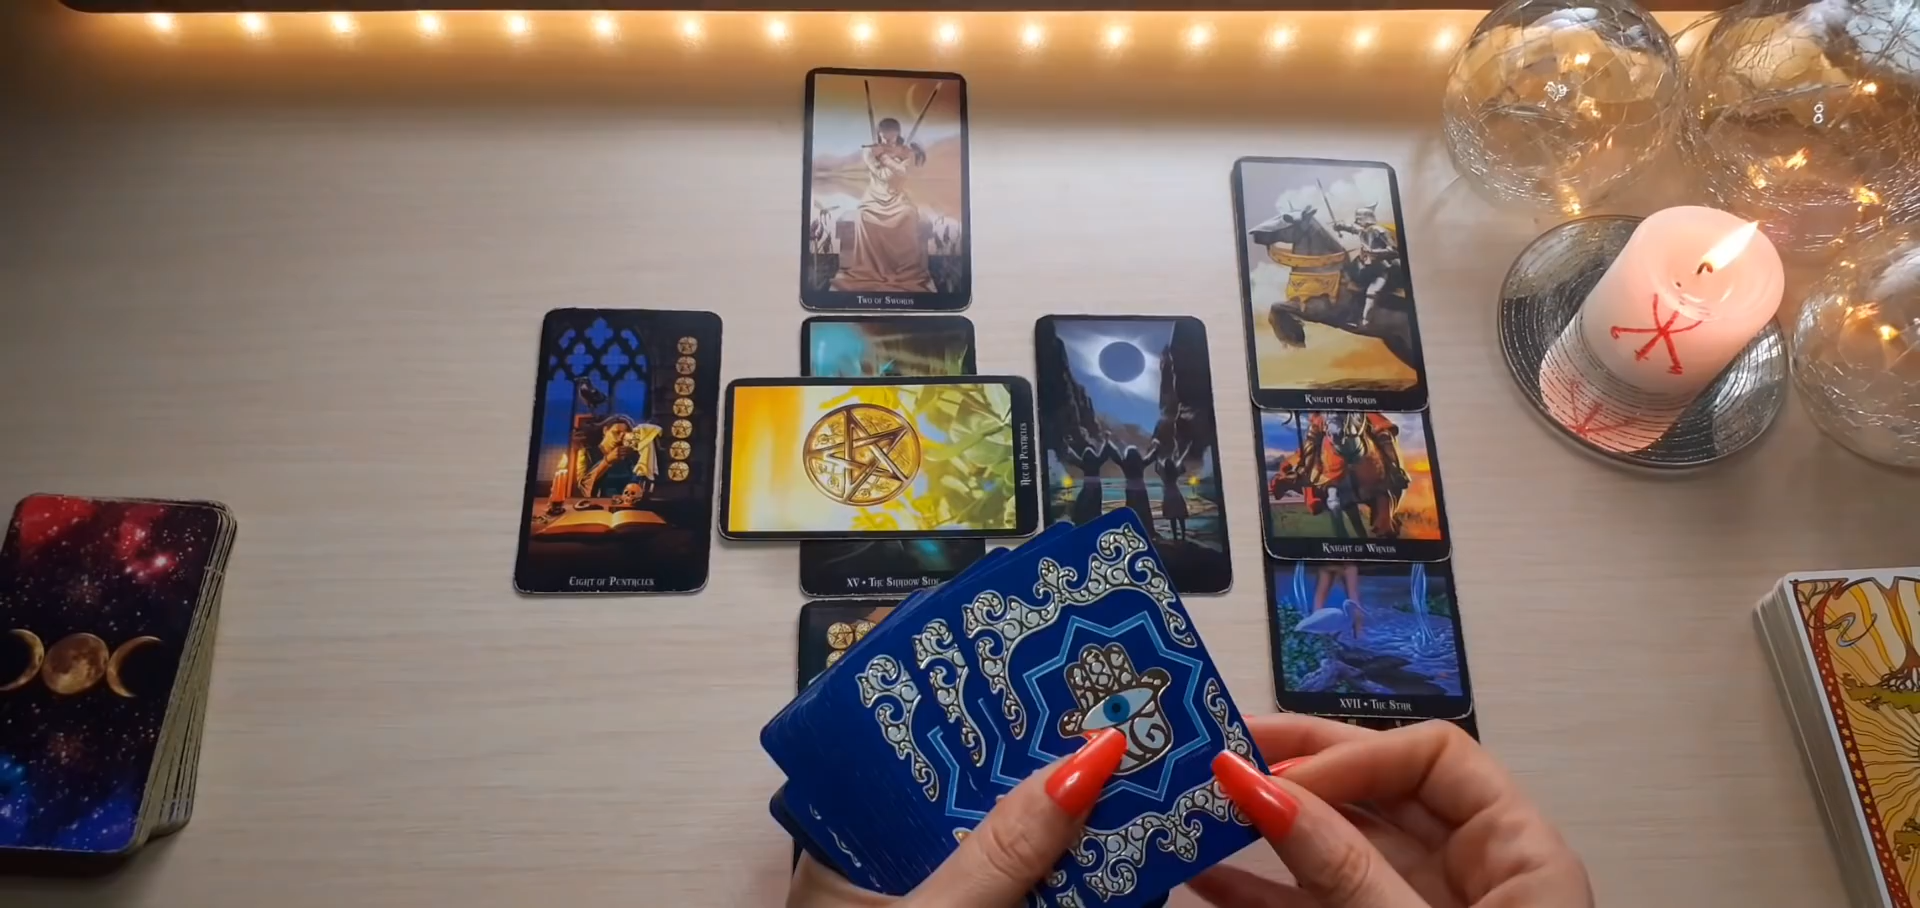 Two of Swords
Knight of Swords
Ace of Pentacles
Knight of Wands
Eight of Pentacles
XV • The Shadow Side
XVII • The Star